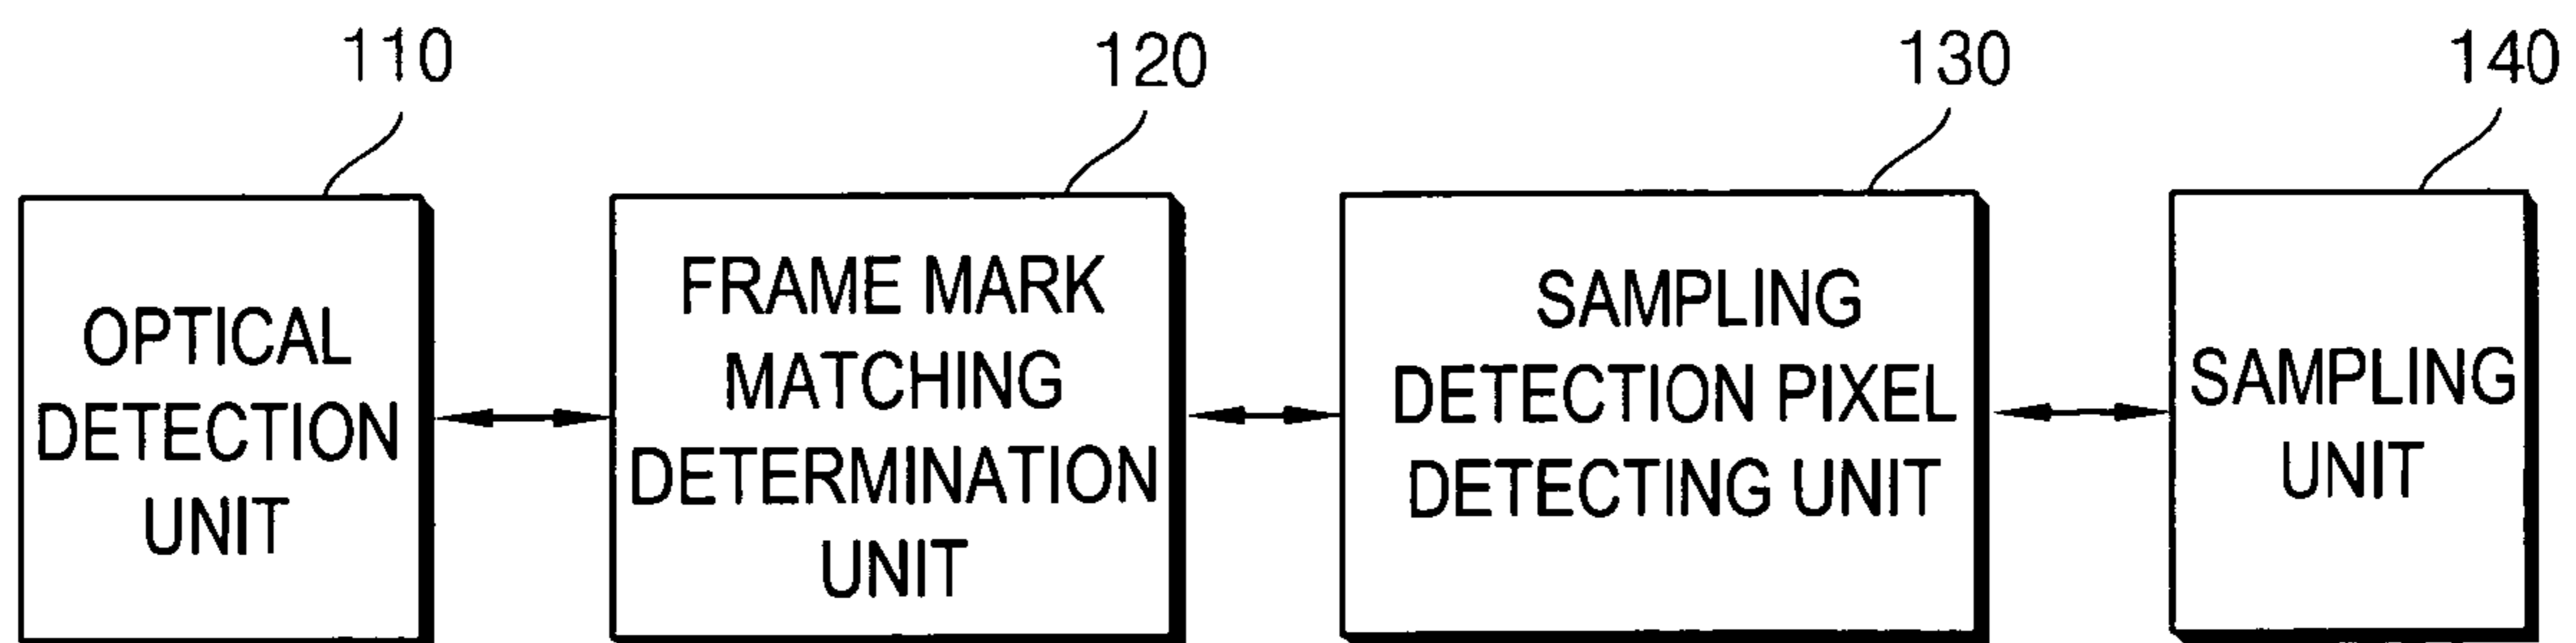 110
120
130
140
OPTICAL
DETECTION
UNIT
FRAME MARK
MATCHING
DETERMINATION
UNIT
SAMPLING
DETECTION PIXEL
DETECTING UNIT
SAMPLING
UNIT